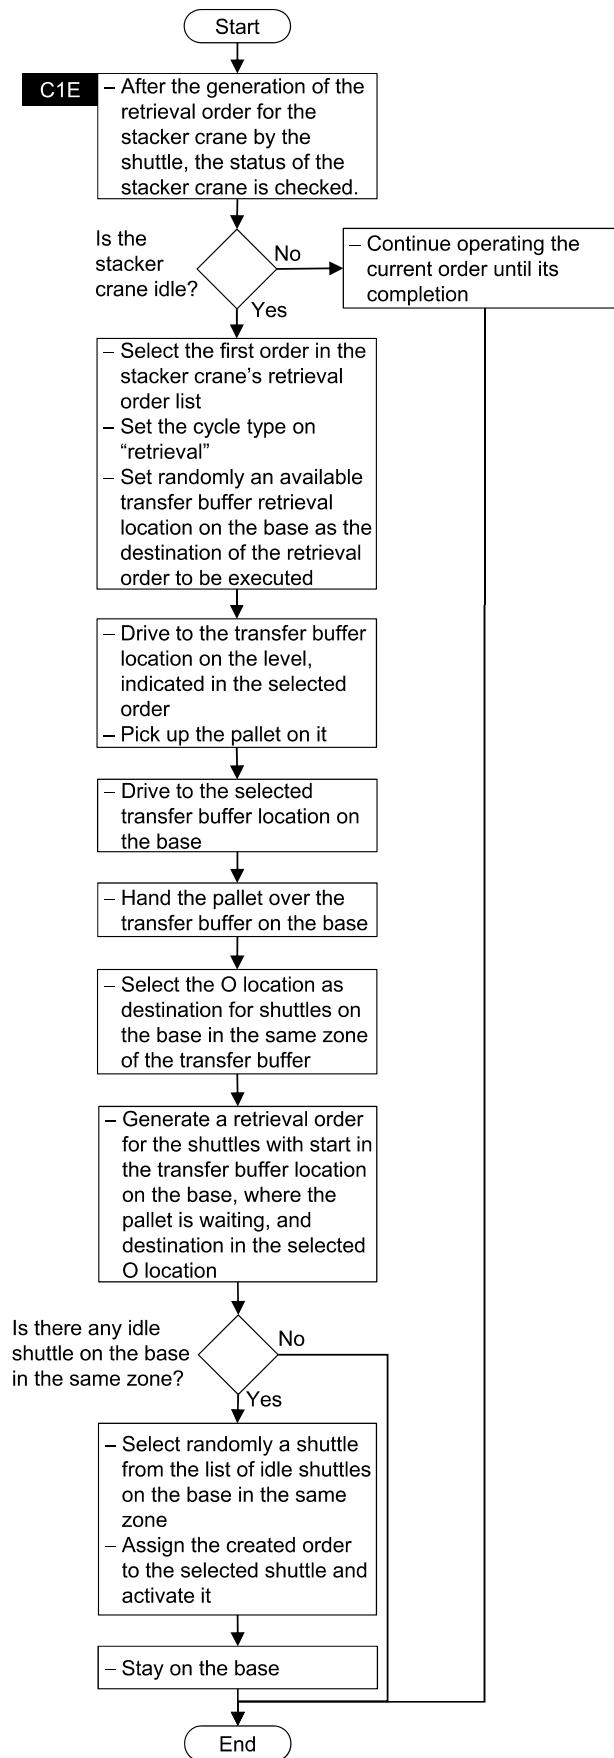 Start
C1E
– After the generation of the
retrieval order for the
stacker crane by the
shuttle, the status of the
stacker crane is checked.
Is the
stacker
crane idle?
No
– Continue operating the
current order until its
completion
Yes
– Select the first order in the
stacker crane's retrieval
order list
– Set the cycle type on
“retrieval”
– Set randomly an available
transfer buffer retrieval
location on the base as the
destination of the retrieval
order to be executed
– Drive to the transfer buffer
location on the level,
indicated in the selected
order
– Pick up the pallet on it
– Drive to the selected
transfer buffer location on
the base
– Hand the pallet over the
transfer buffer on the base
– Select the O location as
destination for shuttles on
the base in the same zone
of the transfer buffer
– Generate a retrieval order
for the shuttles with start in
the transfer buffer location
on the base, where the
pallet is waiting, and
destination in the selected
O location
Is there any idle
shuttle on the base
in the same zone?
No
Yes
– Select randomly a shuttle
from the list of idle shuttles
on the base in the same
zone
– Assign the created order
to the selected shuttle and
activate it
– Stay on the base
End